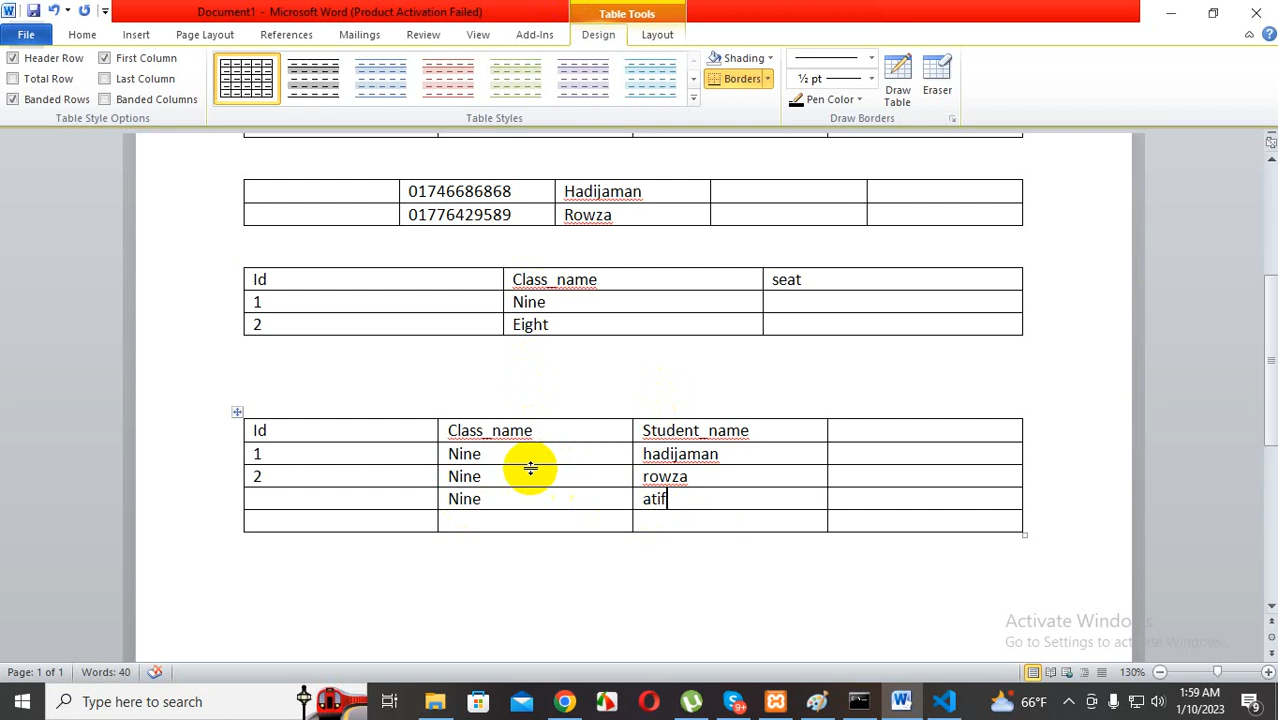 Document1 - Microsoft Word (Product Activation Failed)
Table Tools
File Home Insert Page Layout References Mailings Review View Add-Ins Design Layout
Header Row First Column
Total Row Last Column
Banded Rows Banded Columns
Table Style Options
Table Styles
Shading
Borders
½ pt
Pen Color
Draw Table
Eraser
Draw Borders
01746686868 Hadijaman
01776429589 Rowza
Id Class_name seat
1 Nine
2 Eight
Id Class_name Student_name
1 Nine hadijaman
2 Nine rowza
Nine atif
Activate Windows
Go to Settings to activate Windows.
Page: 1 of 1 Words: 40 130%
Type here to search
66°F
1:59 AM
1/10/2023